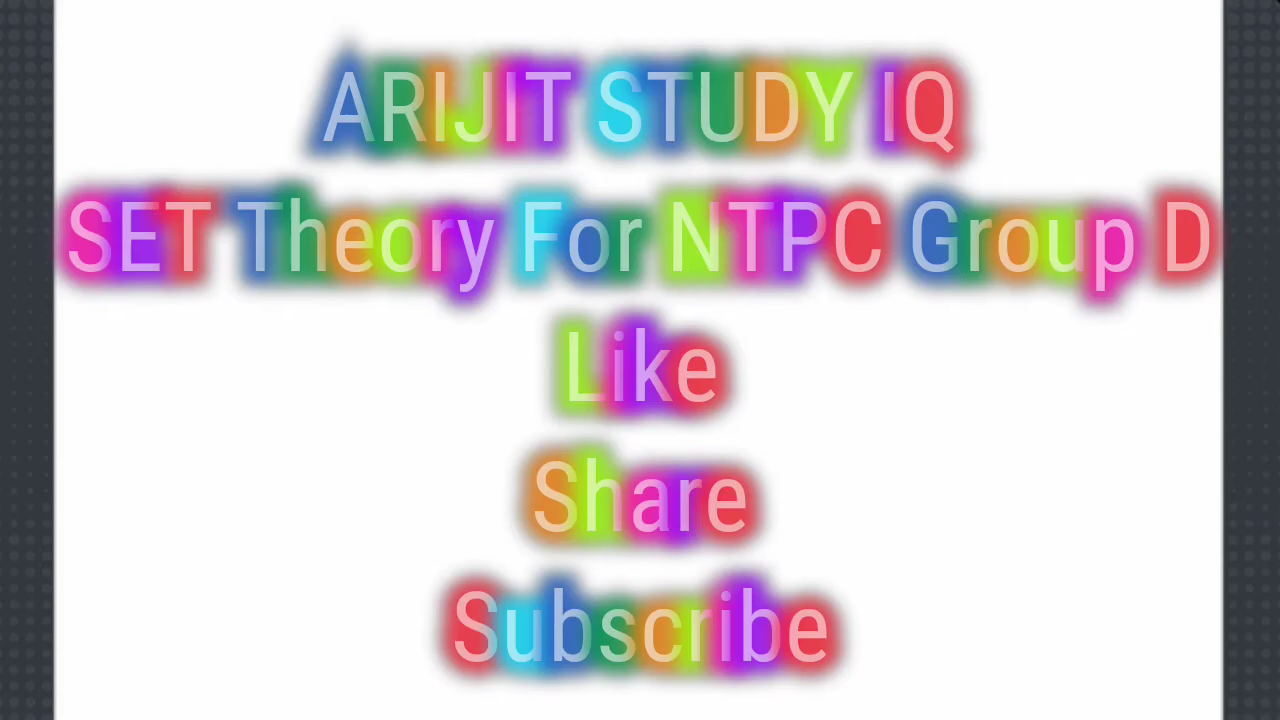 ARIJIT STUDY IQ
SET Theory For NTPC Group D
Like
Share
Subscribe